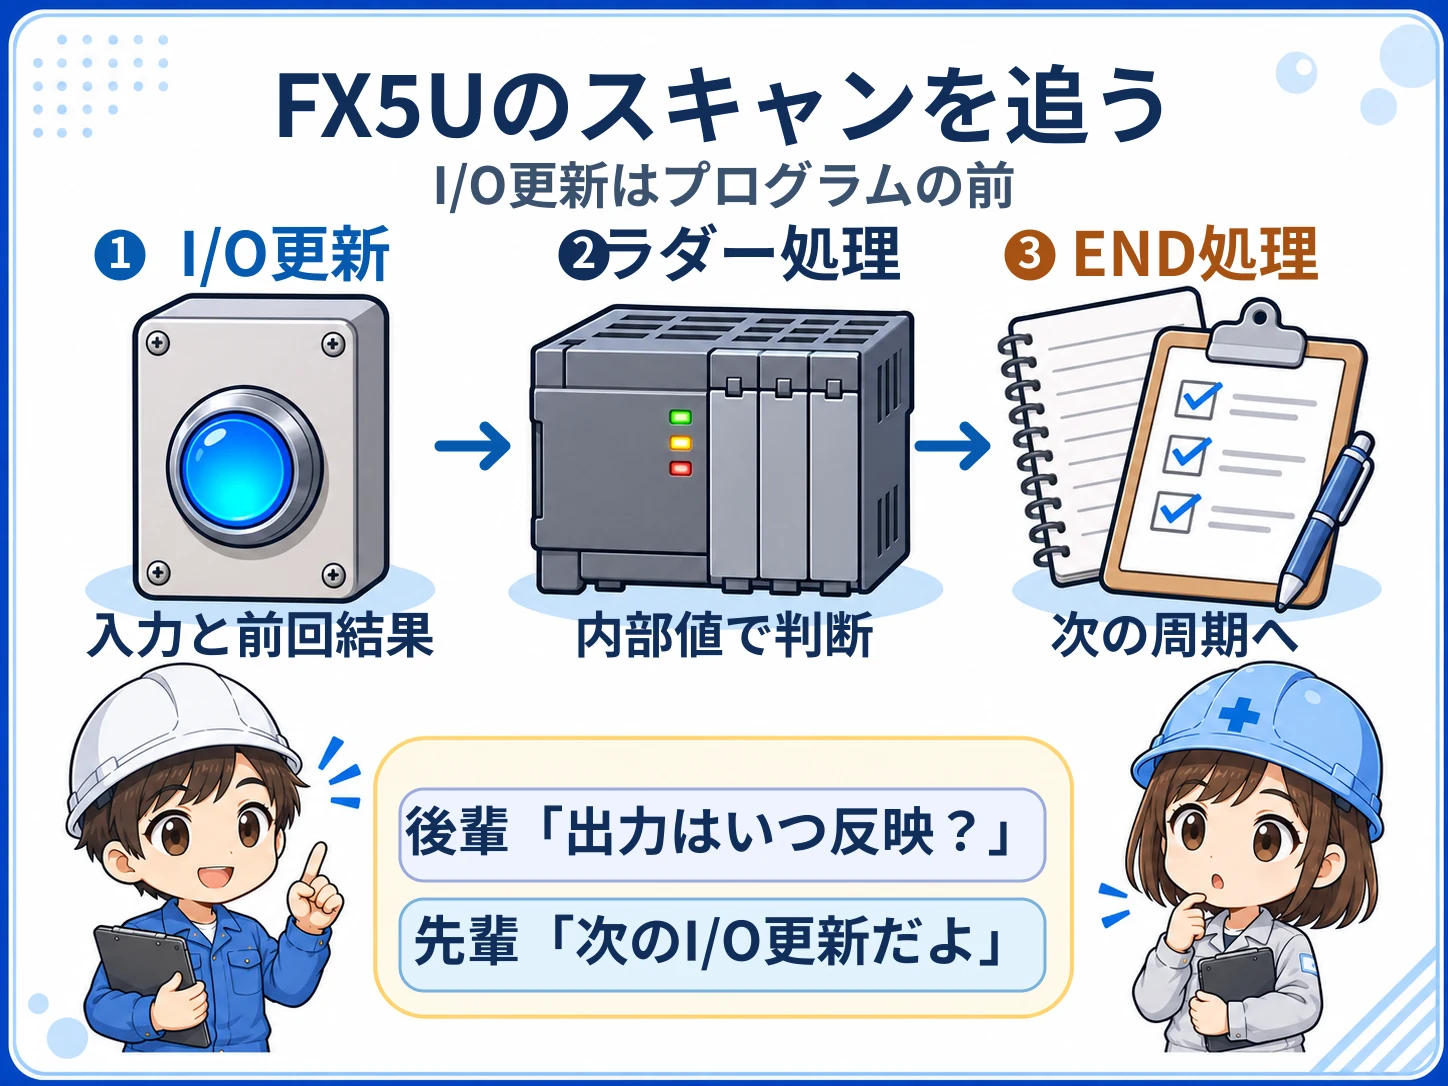 FX5Uのスキャンを追う
I/O更新はプログラムの前
❶ I/O更新
❷ラダー処理
❸ END処理
入力と前回結果
内部値で判断
次の周期へ
後輩「出力はいつ反映？」
先輩「次のI/O更新だよ」